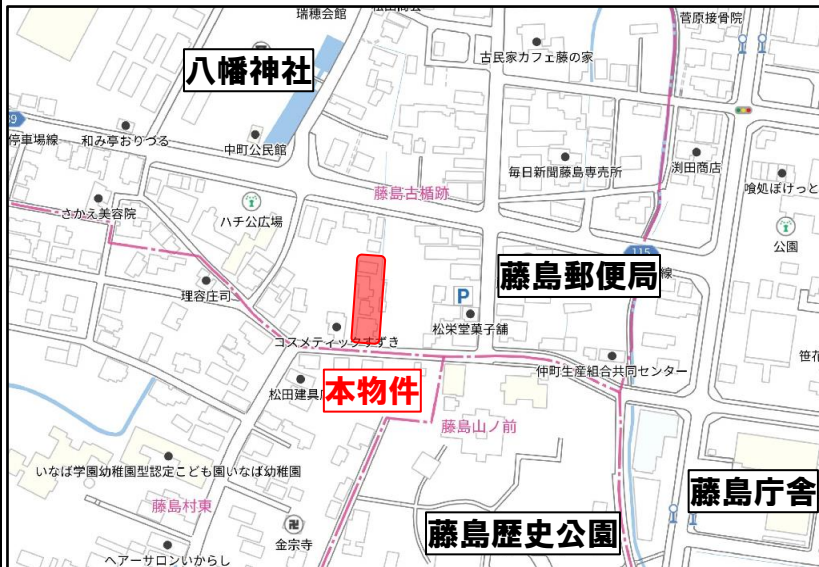 瑞穂会館
菅原接骨院
八幡神社
古民家カフェ藤の家
停車場線
和み亭おりづる
中町公民館
毎日新聞藤島専売所
渕田商店
藤島古楯跡
喰処ぽけっと
さかえ美容院
ハチ公広場
公園
115
藤島郵便局
線
理容庄司
P
松栄堂菓子舗
コスメティックすずき
仲町生産組合共同センター
笹花
松田建具
本物件
藤島山ノ前
いなば学園幼稚園型認定こども園いなば幼稚園
藤島庁舎
藤島村東
藤島歴史公園
金宗寺
ヘアーサロンいからし